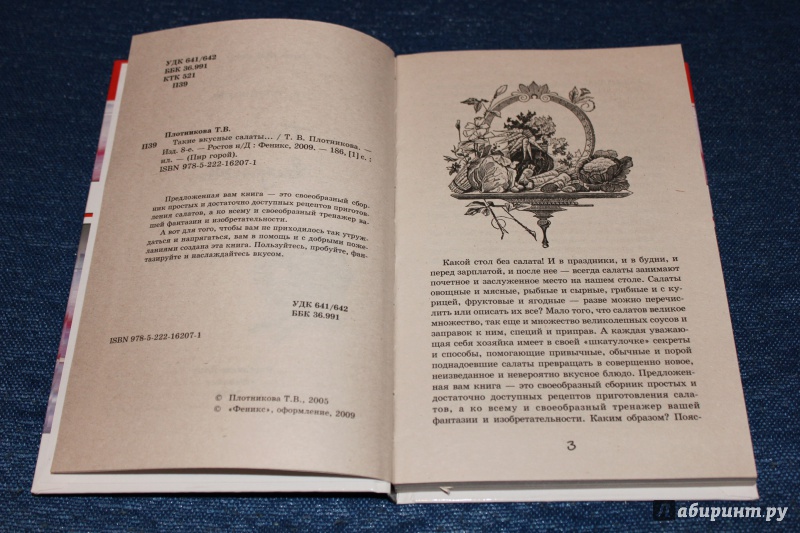 УДК 641/642
ББК 36.991
КТК 521
П39
Плотникова Т.В.
П39 Такие вкусные салаты... / Т. В. Плотникова. —
Изд. 8-е. — Ростов н/Д : Феникс, 2009. — 186, [1] с. :
ил. — (Пир горой).
ISBN 978-5-222-16207-1
Предложенная вам книга — это своеобразный сбор-
ник простых и достаточно доступных рецептов приготов-
ления салатов, а ко всему и своеобразный тренажер ва-
шей фантазии и изобретательности.
А вот для того, чтобы вам не приходилось так утруж-
даться и напрягаться, вам в помощь и с добрыми поже-
ланиями создана эта книга. Пользуйтесь, пробуйте, фан-
тазируйте и наслаждайтесь вкусом.
УДК 641/642
ББК 36.991
ISBN 978-5-222-16207-1
© Плотникова Т.В., 2005
© «Феникс», оформление, 2009
Какой стол без салата! И в праздники, и в будни, и
перед зарплатой, и после нее — всегда салаты занимают
почетное и заслуженное место на нашем столе. Салаты
овощные и мясные, рыбные и сырные, грибные и с ку-
рицей, фруктовые и ягодные — разве можно перечис-
лить или описать их все? Мало того, что салатов великое
множество, так еще и множество великолепных соусов и
заправок к ним, специй и приправ. А каждая уважаю-
щая себя хозяйка имеет в своей «шкатулочке» секреты
и способы, помогающие привычные, обычные и порой
поднадоевшие салаты превращать в совершенно новое,
неизведанное и невероятно вкусное блюдо. Предложен-
ная вам книга — это своеобразный сборник простых и
достаточно доступных рецептов приготовления сала-
тов, а ко всему и своеобразный тренажер вашей
фантазии и изобретательности. Каким образом? Пояс-
3
Лабиринт.ру